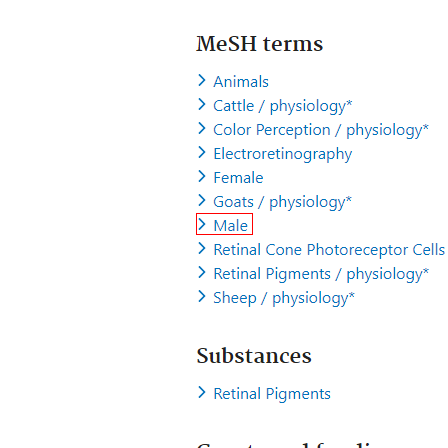 MeSH terms
Animals
Cattle / physiology*
Color Perception / physiology*
Electroretinography
Female
Goats / physiology*
Male
Retinal Cone Photoreceptor Cells
Retinal Pigments / physiology*
Sheep / physiology*
Substances
Retinal Pigments